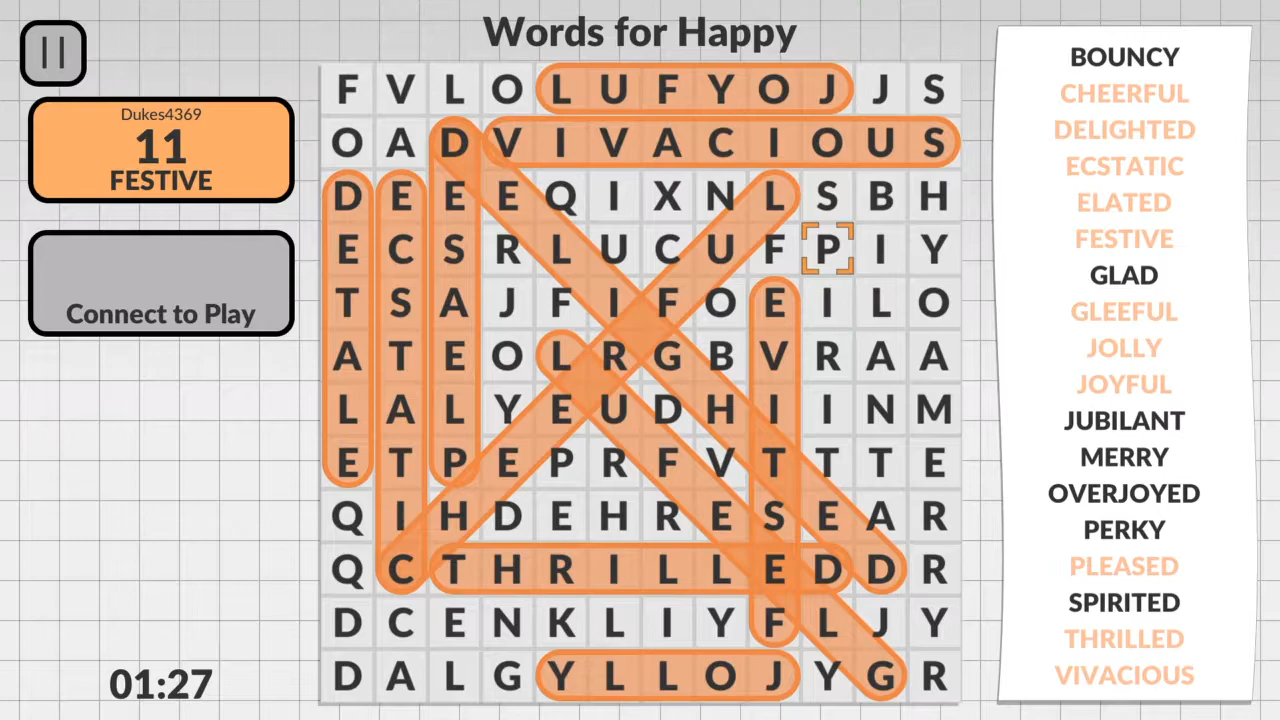 Words for Happy
Dukes4369
11
FESTIVE
Connect to Play
01:27
F V L O L U F Y O J J S
O A D V I V A C I O U S
D E E E Q I X N L S B H
E C S R L U C U F P I Y
T S A J F I F O E I L O
A T E O L R G B V R A A
L A L Y E U D H I I N M
E T P E P R F V T T T E
Q I H D E H R E S E A R
Q C T H R I L L E D D R
D C E N K L I Y F L J Y
D A L G Y L L O J Y G R
BOUNCY
CHEERFUL
DELIGHTED
ECSTATIC
ELATED
FESTIVE
GLAD
GLEEFUL
JOLLY
JOYFUL
JUBILANT
MERRY
OVERJOYED
PERKY
PLEASED
SPIRITED
THRILLED
VIVACIOUS